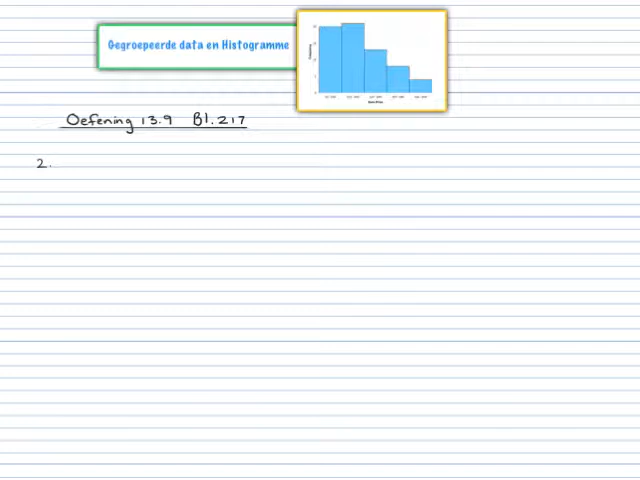 Gegroepeerde data en Histogramme
Oefening 13.9 Bl. 217
2.